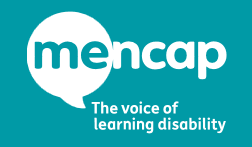 mencap
The voice of
learning disability